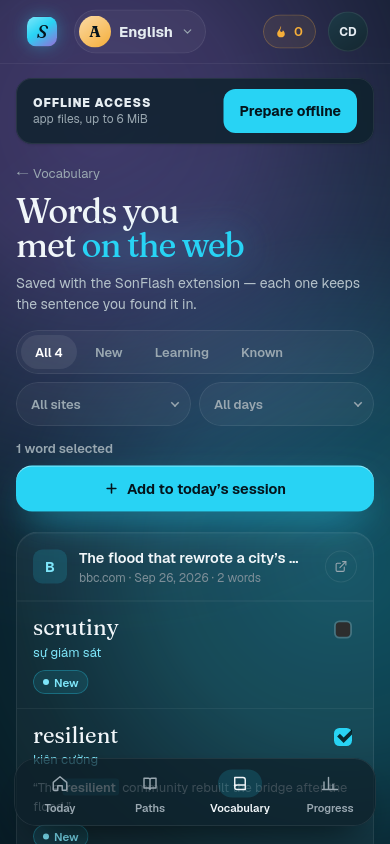 S
A English
0
CD
OFFLINE ACCESS
app files, up to 6 MiB
Prepare offline
← Vocabulary
Words you
met on the web
Saved with the SonFlash extension — each one keeps
the sentence you found it in.
All 4 New Learning Known
All sites All days
1 word selected
+ Add to today's session
B
The flood that rewrote a city's ...
bbc.com · Sep 26, 2026 · 2 words
scrutiny
sự giám sát
New
resilient
kiên cường
resilient community rebuilt bridge after the
Today Paths Vocabulary Progress
New